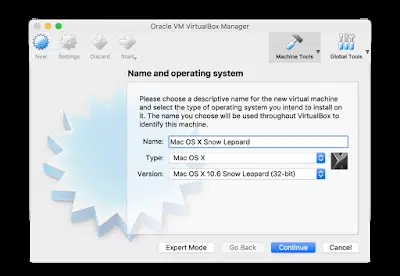 Oracle VM VirtualBox Manager
New Settings Discard Start Machine Tools Global Tools
Name and operating system
Please choose a descriptive name for the new virtual machine
and select the type of operating system you intend to install on
it. The name you choose will be used throughout VirtualBox to
identify this machine.
Name: Mac OS X Snow Lepoard
Type: Mac OS X
Version: Mac OS X 10.6 Snow Leopard (32-bit)
Expert Mode Go Back Continue Cancel